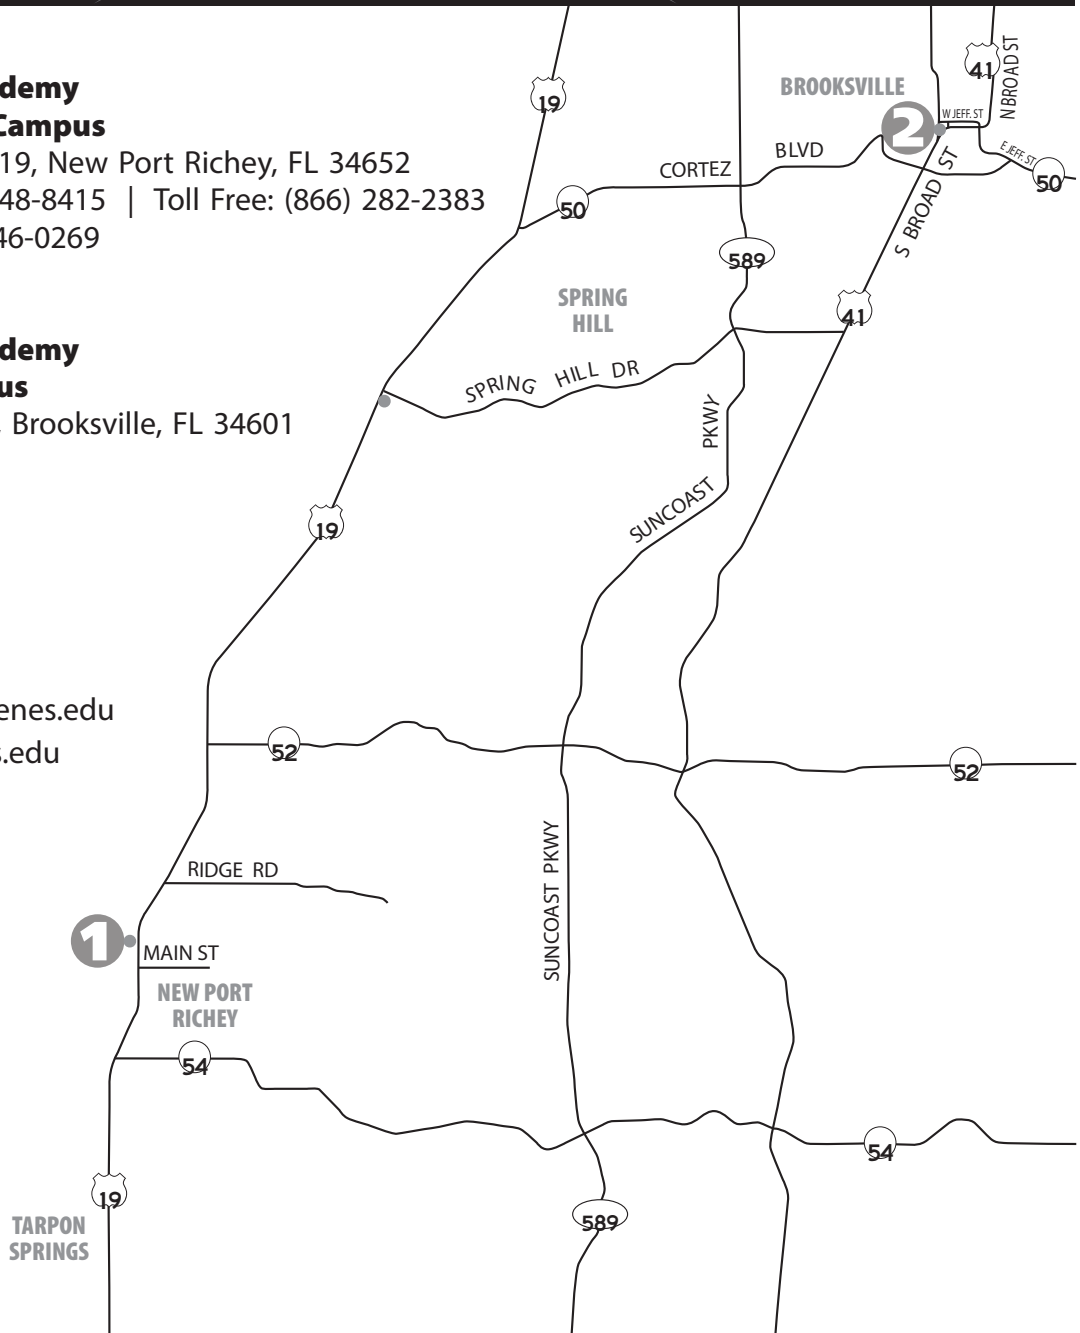 demy
Campus
19, New Port Richey, FL 34652
48-8415 | Toll Free: (866) 282-2383
46-0269
demy
us
, Brooksville, FL 34601
enes.edu
s.edu
19
41
N BROAD ST
BROOKSVILLE
2
W JEFF. ST
E JEFF. ST
50
CORTEZ BLVD
50
S BROAD ST
589
SPRING
HILL
41
SPRING HILL DR
SUNCOAST PKWY
19
52
52
SUNCOAST PKWY
RIDGE RD
1
MAIN ST
NEW PORT
RICHEY
54
54
19
589
TARPON
SPRINGS